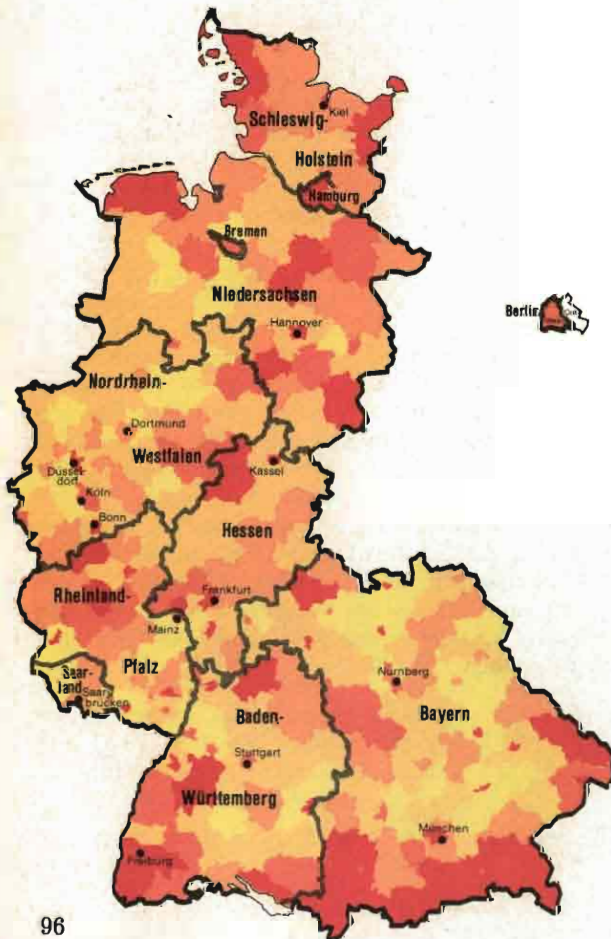 Kiel
Schleswig-
Holstein
Hamburg
Bremen
Niedersachsen
Berlin
Hannover
Nordrhein-
Dortmund
Westfalen
Kassel
Düssel-
dorf
Köln
Bonn
Hessen
Rheinland-
Frankfurt
Mainz
Pfalz
Saar-
land
Saar-
brücken
Nürnberg
Baden-
Bayern
Stuttgart
Württemberg
München
Freiburg
96